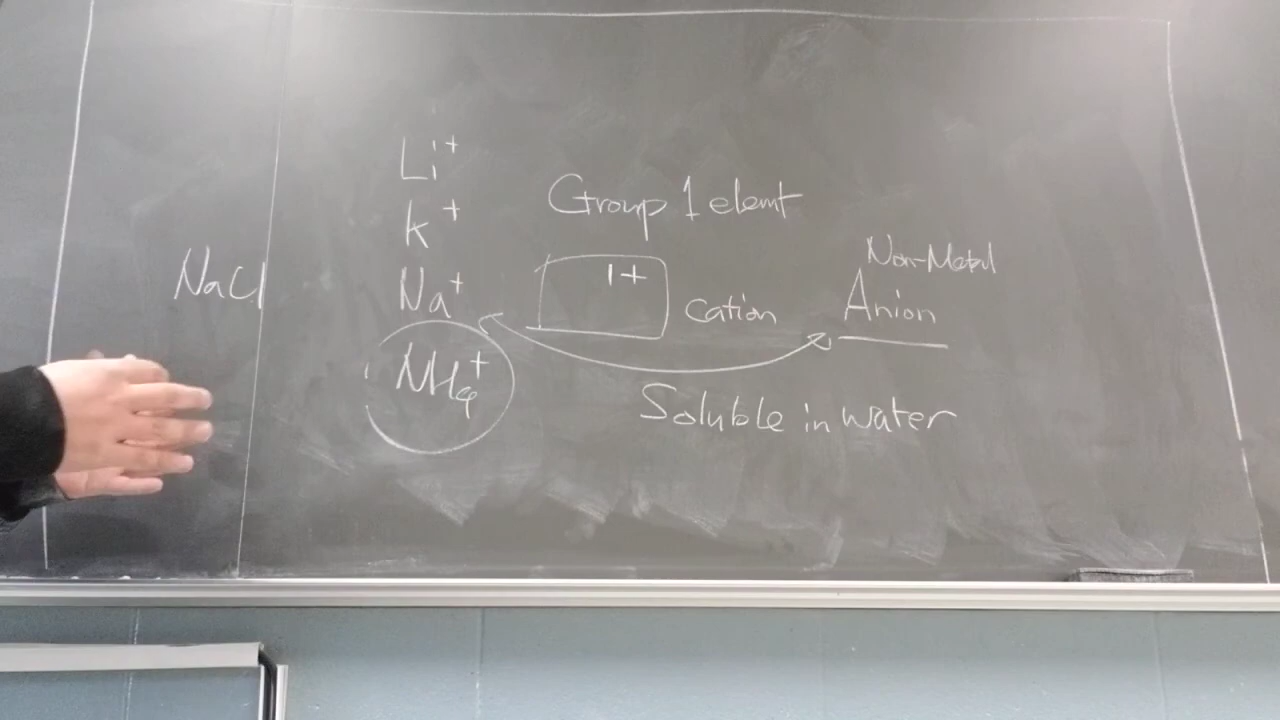 Li+
K+
Group 1 elemt
NaCl
Na+
1+
Cation
Non-Metal
Anion
NH4+
Soluble in water